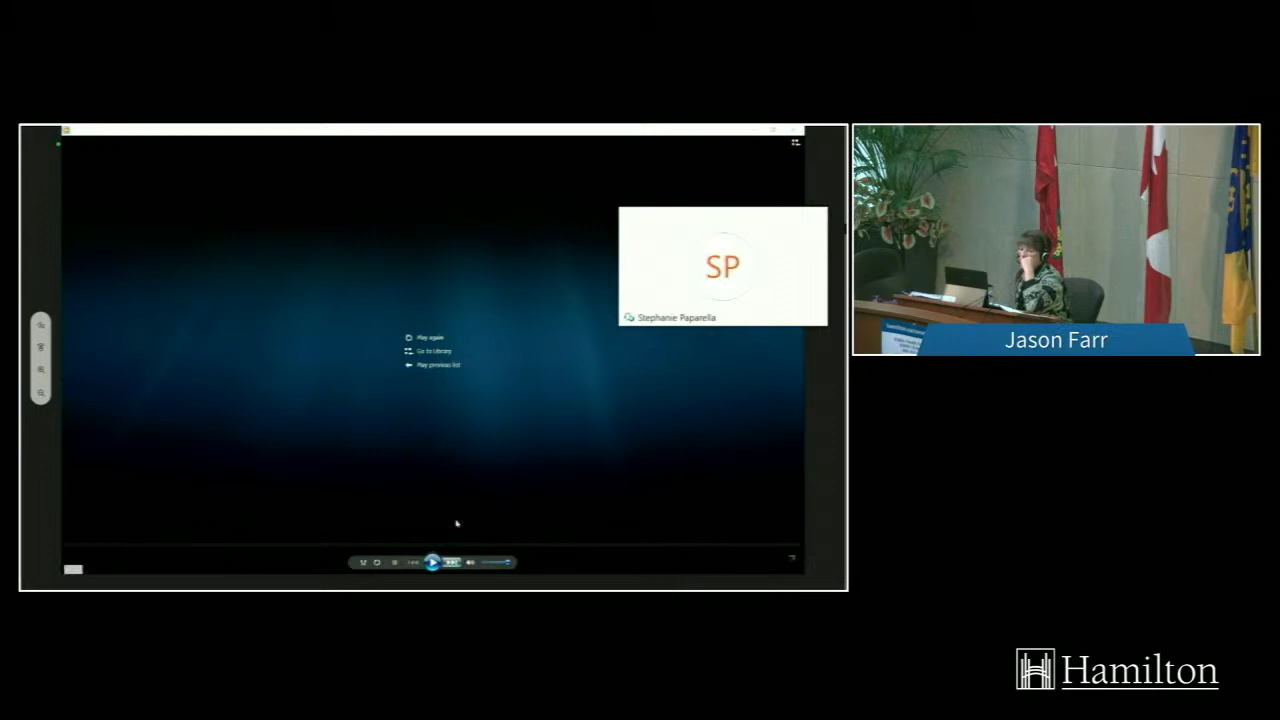 Play again
Go to Library
Play previous list
SP
Stephanie Paparella
Jason Farr
Hamilton